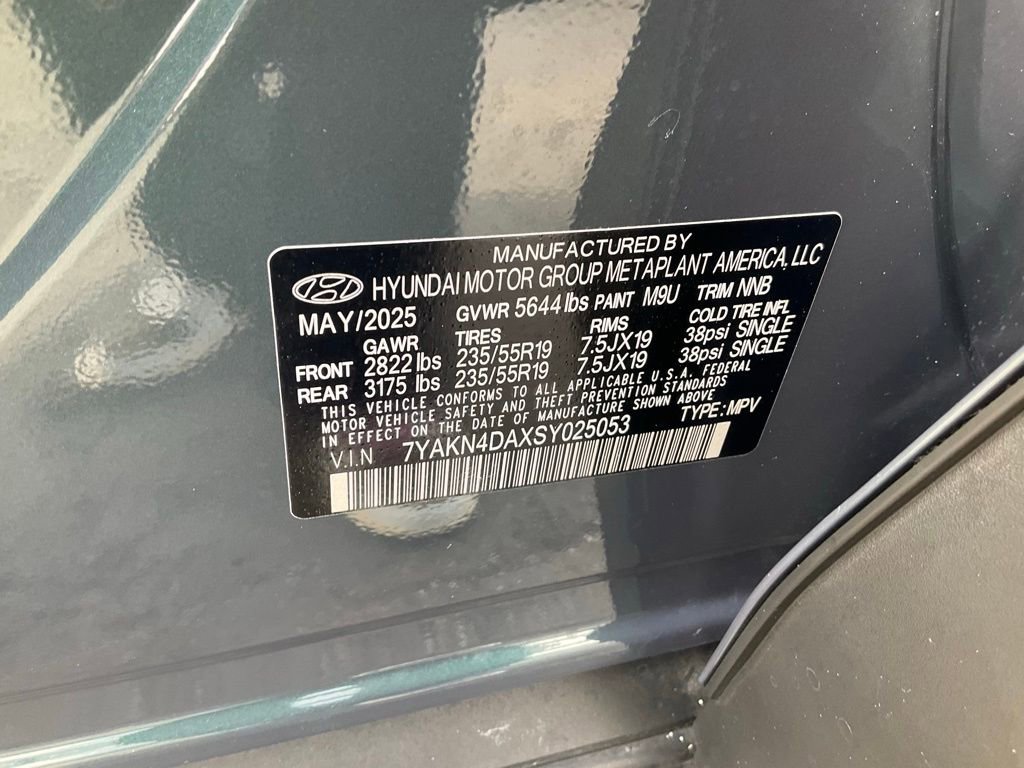 MANUFACTURED BY
HYUNDAI MOTOR GROUP METAPLANT AMERICA, LLC
MAY/2025 GVWR 5644 lbs PAINT M9U TRIM NNB
GAWR TIRES RIMS COLD TIRE INFL
FRONT 2822 lbs 235/55R19 7.5JX19 38psi SINGLE
REAR 3175 lbs 235/55R19 7.5JX19 38psi SINGLE
THIS VEHICLE CONFORMS TO ALL APPLICABLE U.S.A. FEDERAL
MOTOR VEHICLE SAFETY AND THEFT PREVENTION STANDARDS
IN EFFECT ON THE DATE OF MANUFACTURE SHOWN ABOVE
V.I.N 7YAKN4DAXSY025053 TYPE: MPV